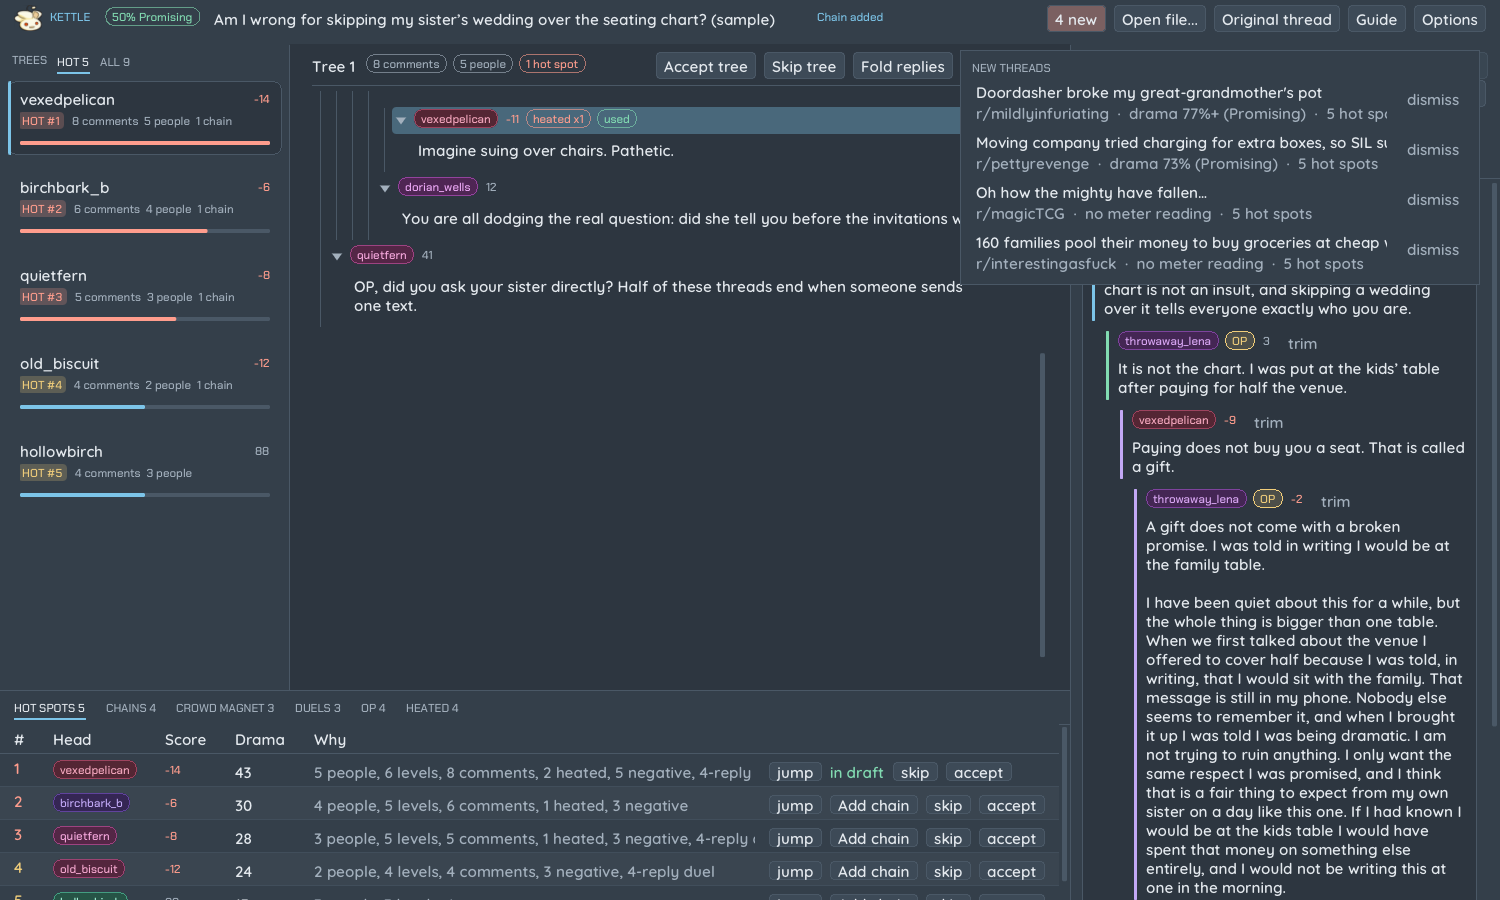 KETTLE
50% Promising
Am I wrong for skipping my sister’s wedding over the seating chart? (sample)
Chain added
4 new
Open file...
Original thread
Guide
Options
TREES
HOT 5
ALL 9
vexedpelican
-14
HOT #1
8 comments 5 people 1 chain
birchbark_b
-6
HOT #2
6 comments 4 people 1 chain
quietfern
-8
HOT #3
5 comments 3 people 1 chain
old_biscuit
-12
HOT #4
4 comments 2 people 1 chain
hollowbirch
88
HOT #5
4 comments 3 people
Tree 1
8 comments
5 people
1 hot spot
Accept tree
Skip tree
Fold replies
vexedpelican
-11
heated x1
used
Imagine suing over chairs. Pathetic.
dorian_wells
12
You are all dodging the real question: did she tell you before the invitations w
quietfern
41
OP, did you ask your sister directly? Half of these threads end when someone sends
one text.
NEW THREADS
Doordasher broke my great-grandmother's pot
r/mildlyinfuriating · drama 77%+ (Promising) · 5 hot spo
dismiss
Moving company tried charging for extra boxes, so SIL su
r/pettyrevenge · drama 73% (Promising) · 5 hot spots
dismiss
Oh how the mighty have fallen...
r/magicTCG · no meter reading · 5 hot spots
dismiss
160 families pool their money to buy groceries at cheap
r/interestingasfuck · no meter reading · 5 hot spots
dismiss
chart is not an insult, and skipping a wedding
over it tells everyone exactly who you are.
throwaway_lena
OP
3
trim
It is not the chart. I was put at the kids’ table
after paying for half the venue.
vexedpelican
-9
trim
Paying does not buy you a seat. That is called
a gift.
throwaway_lena
OP
-2
trim
A gift does not come with a broken
promise. I was told in writing I would be at
the family table.
I have been quiet about this for a while, but
the whole thing is bigger than one table.
When we first talked about the venue I
offered to cover half because I was told, in
writing, that I would sit with the family. That
message is still in my phone. Nobody else
seems to remember it, and when I brought
it up I was told I was being dramatic. I am
not trying to ruin anything. I only want the
same respect I was promised, and I think
that is a fair thing to expect from my own
sister on a day like this one. If I had known I
would be at the kids table I would have
spent that money on something else
entirely, and I would not be writing this at
one in the morning.
HOT SPOTS 5
CHAINS 4
CROWD MAGNET 3
DUELS 3
OP 4
HEATED 4
# Head Score Drama Why
1 vexedpelican -14 43 5 people, 6 levels, 8 comments, 2 heated, 5 negative, 4-reply jump in draft skip accept
2 birchbark_b -6 30 4 people, 5 levels, 6 comments, 1 heated, 3 negative jump Add chain skip accept
3 quietfern -8 28 3 people, 5 levels, 5 comments, 1 heated, 3 negative, 4-reply jump Add chain skip accept
4 old_biscuit -12 24 2 people, 4 levels, 4 comments, 3 negative, 4-reply duel jump Add chain skip accept